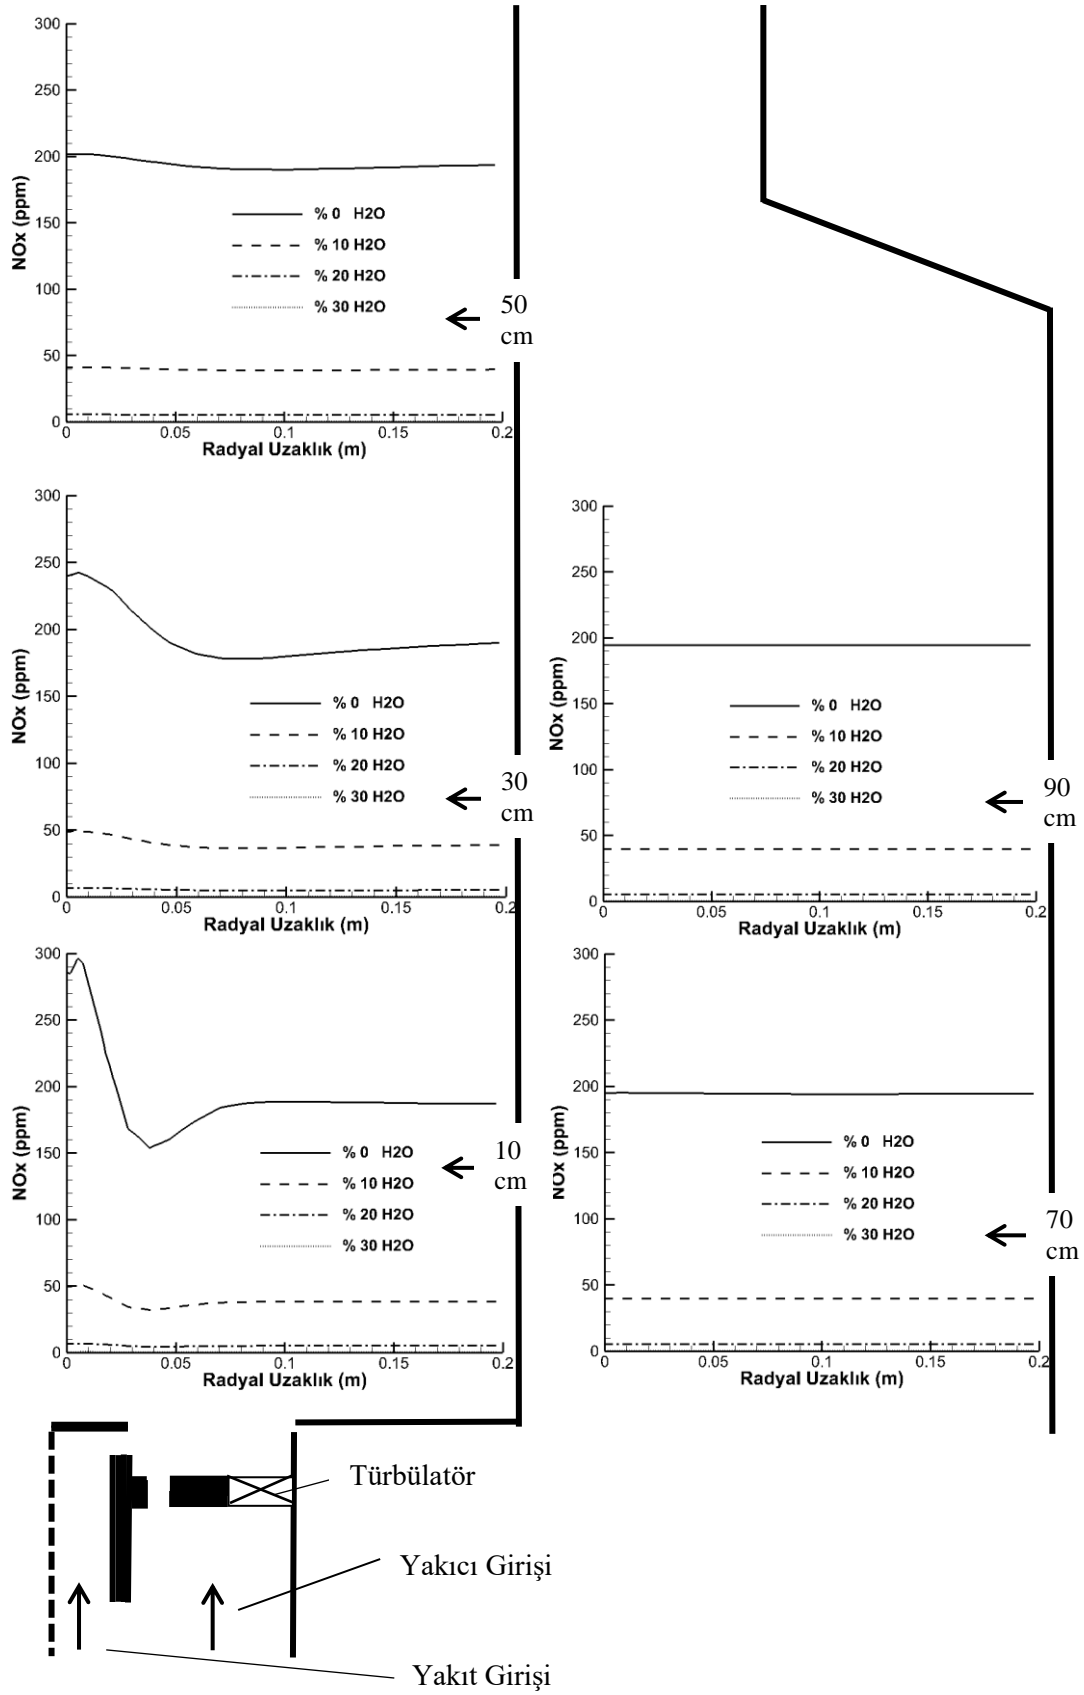 300
250
200
150
100
50
0
NOx (ppm)
% 0 H2O
% 10 H2O
% 20 H2O
% 30 H2O
50
cm
0 0.05 0.1 0.15 0.2
Radyal Uzaklık (m)
300
250
200
150
100
50
0
NOx (ppm)
% 0 H2O
% 10 H2O
% 20 H2O
% 30 H2O
30
cm
0 0.05 0.1 0.15 0.2
Radyal Uzaklık (m)
300
250
200
150
100
50
0
NOx (ppm)
% 0 H2O
% 10 H2O
% 20 H2O
% 30 H2O
90
cm
0 0.05 0.1 0.15 0.2
Radyal Uzaklık (m)
300
250
200
150
100
50
0
NOx (ppm)
% 0 H2O
% 10 H2O
% 20 H2O
% 30 H2O
10
cm
0 0.05 0.1 0.15 0.2
Radyal Uzaklık (m)
300
250
200
150
100
50
0
NOx (ppm)
% 0 H2O
% 10 H2O
% 20 H2O
% 30 H2O
70
cm
0.05 0.1 0.15 0.2
Radyal Uzaklık (m)
Türbülatör
Yakıcı Girişi
Yakıt Girişi